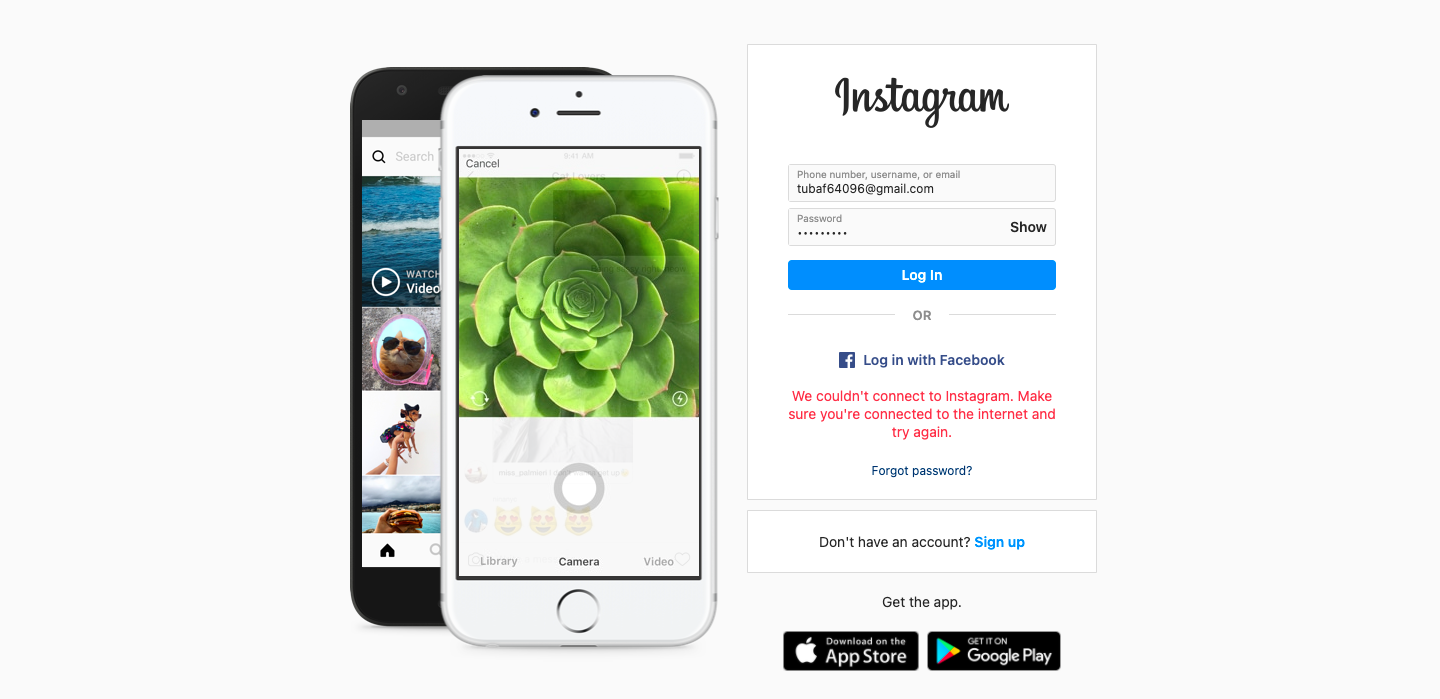 Search
WATCH
Video
9:41 AM
Cancel
Cat Lovers
Library
Camera
Video
Instagram
Phone number, username, or email
tubaf64096@gmail.com
Password
•••••••••
Show
Log In
OR
Log in with Facebook
We couldn't connect to Instagram. Make
sure you're connected to the internet and
try again.
Forgot password?
Don't have an account? Sign up
Get the app.
Download on the
App Store
GET IT ON
Google Play